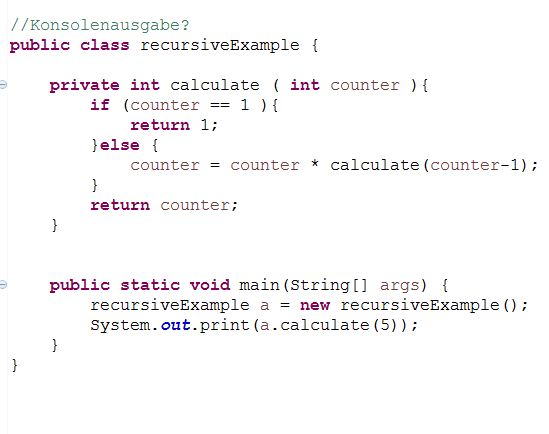 //Konsolenausgabe?
public class recursiveExample {
private int calculate ( int counter ){
if (counter == 1 ){
return 1;
}else {
counter = counter * calculate(counter-1);
}
return counter;
}
public static void main(String[] args) {
recursiveExample a = new recursiveExample();
System.out.print(a.calculate(5));
}
}